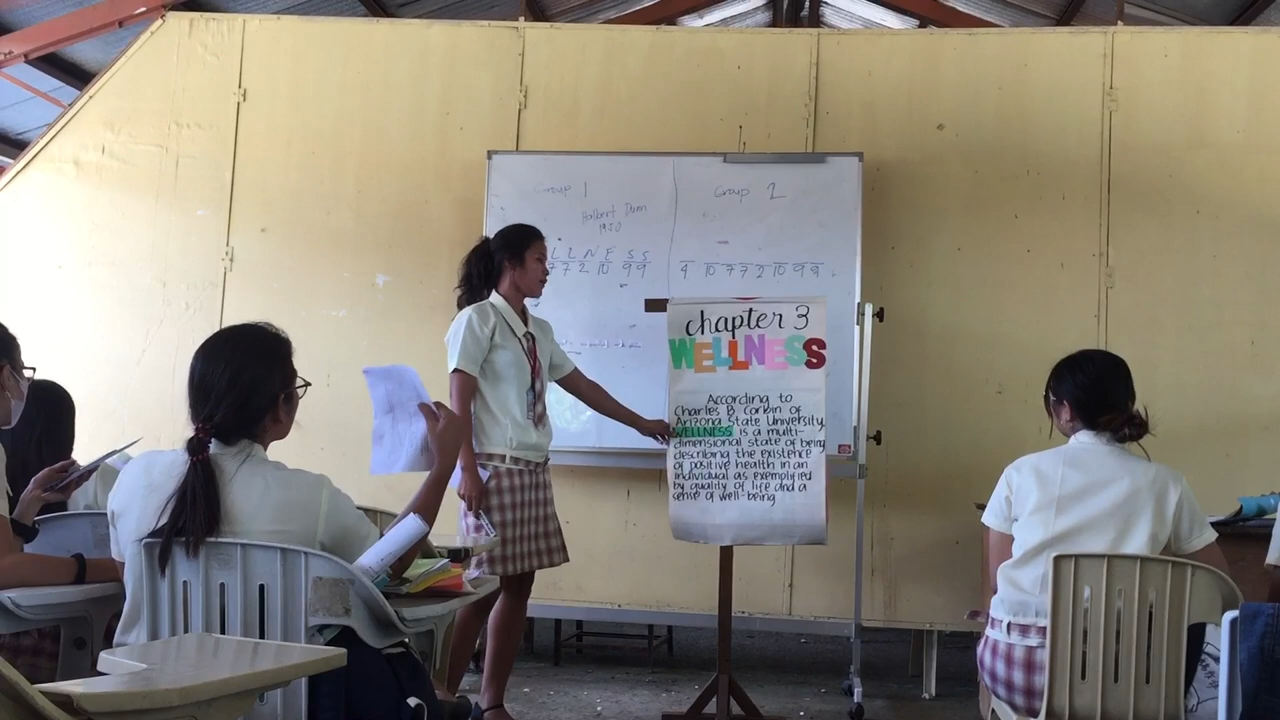 Group 1
Group 2
Halbert Dunn
1950
L L N E S S
7 7 2 10 9 9
4 10 7 7 2 10 9 9
chapter 3
WELLNESS
According to
Charles B. Corbin of
Arizona State University,
WELLNESS is a multi-
dimensional state of being
describing the existence
of positive health in an
individual as exemplified
by quality of life and a
sense of well-being